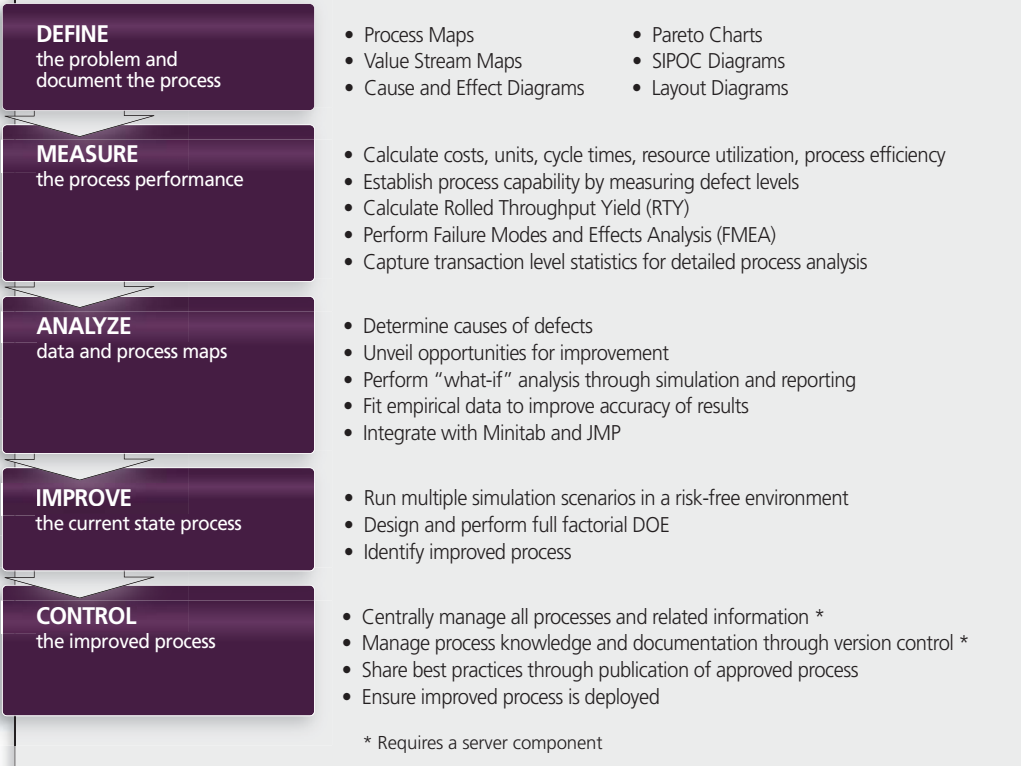 DEFINE
the problem and
document the process
• Process Maps
• Value Stream Maps
• Cause and Effect Diagrams
• Pareto Charts
• SIPOC Diagrams
• Layout Diagrams
MEASURE
the process performance
• Calculate costs, units, cycle times, resource utilization, process efficiency
• Establish process capability by measuring defect levels
• Calculate Rolled Throughput Yield (RTY)
• Perform Failure Modes and Effects Analysis (FMEA)
• Capture transaction level statistics for detailed process analysis
ANALYZE
data and process maps
• Determine causes of defects
• Unveil opportunities for improvement
• Perform “what-if” analysis through simulation and reporting
• Fit empirical data to improve accuracy of results
• Integrate with Minitab and JMP
IMPROVE
the current state process
• Run multiple simulation scenarios in a risk-free environment
• Design and perform full factorial DOE
• Identify improved process
CONTROL
the improved process
• Centrally manage all processes and related information *
• Manage process knowledge and documentation through version control *
• Share best practices through publication of approved process
• Ensure improved process is deployed
* Requires a server component